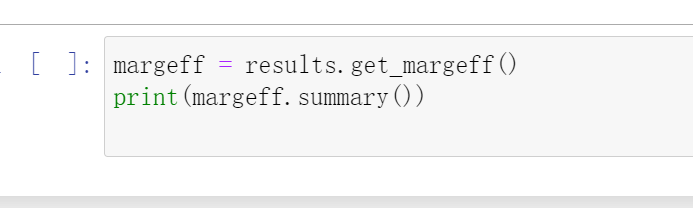 [ ]: margeff = results.get_margeff()
print(margeff.summary())